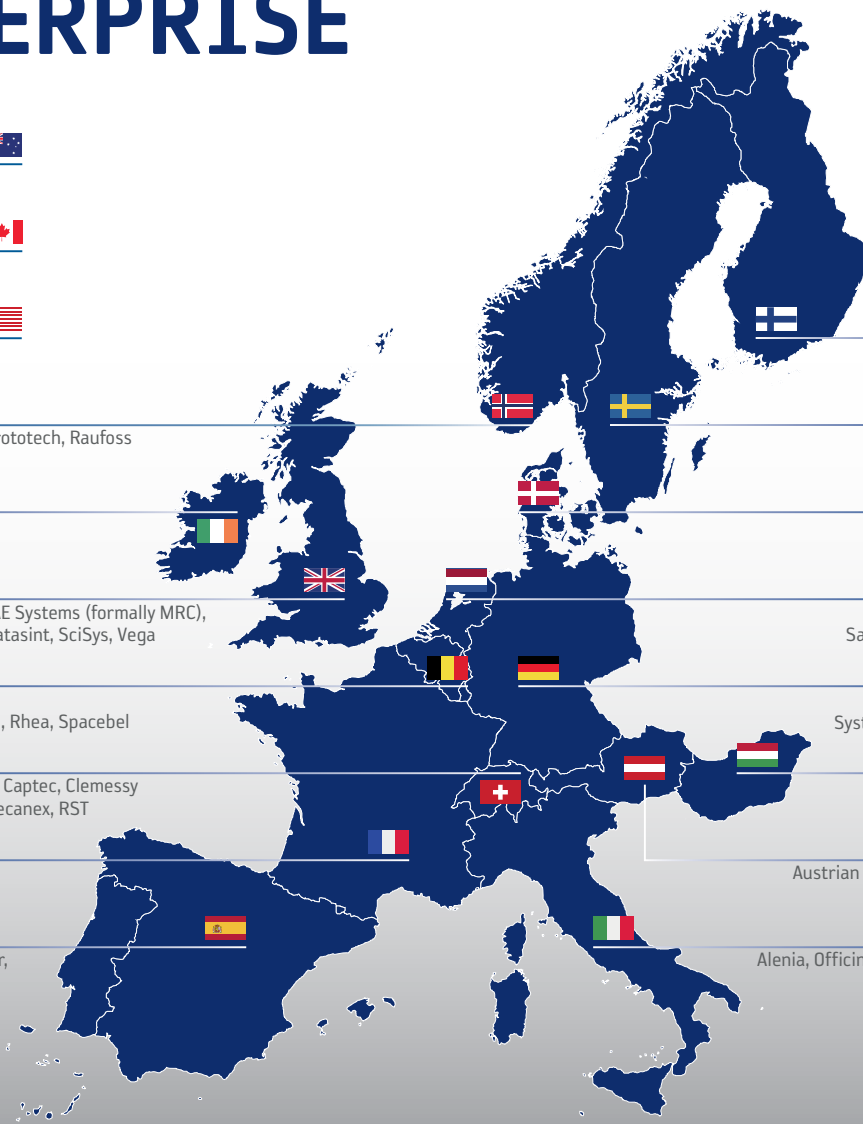 ERPRISE
ototech, Raufoss
E Systems (formally MRC),
atasint, SciSys, Vega
Sa
, Rhea, Spacebel
Syst
Captec, Clemessy
ecanex, RST
Austrian
r,
Alenia, Officin